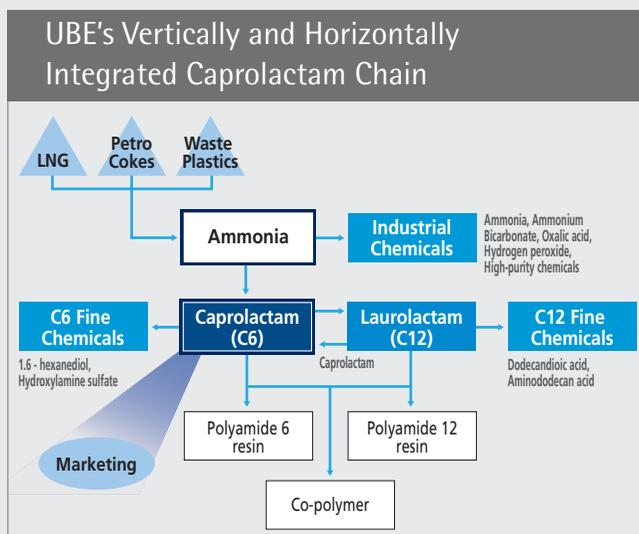 UBE's Vertically and Horizontally
Integrated Caprolactam Chain
LNG
Petro
Cokes
Waste
Plastics
Ammonia
Industrial
Chemicals
Ammonia, Ammonium
Bicarbonate, Oxalic acid,
Hydrogen peroxide,
High-purity chemicals
C6 Fine
Chemicals
1.6 - hexanediol,
Hydroxylamine sulfate
Caprolactam
(C6)
Laurolactam
(C12)
Caprolactam
C12 Fine
Chemicals
Dodecandioic acid,
Aminododecan acid
Polyamide 6
resin
Polyamide 12
resin
Marketing
Co-polymer